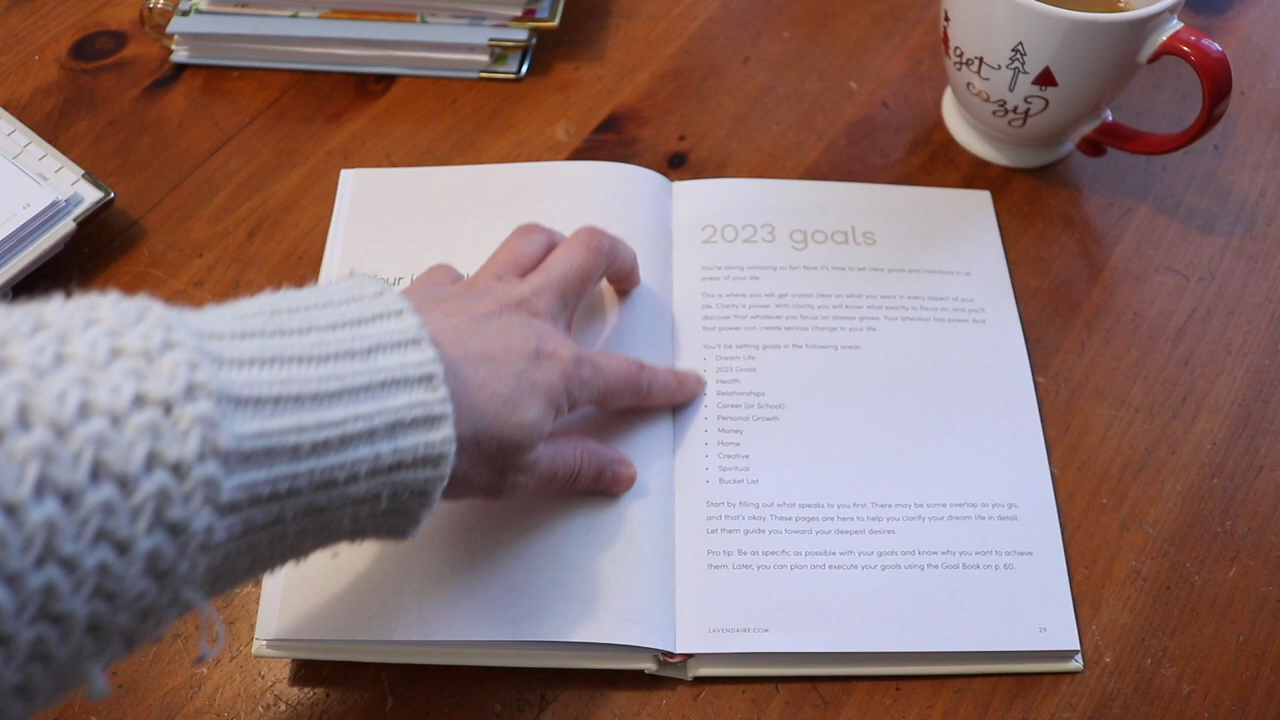 get
cozy
Your j
2023 goals
You're doing amazing so far! Now it's time to set clear goals and intentions in all
areas of your life.
This is where you will get crystal clear on what you want in every aspect of your
life. Clarity is power. With clarity, you will know what exactly to focus on, and you'll
discover that whatever you focus on always grows. Your attention has power. And
that power can create serious change in your life.
You'll be setting goals in the following areas:
• Dream Life
• 2023 Goals
• Health
• Relationships
• Career (or School)
• Personal Growth
• Money
• Home
• Creative
• Spiritual
• Bucket List
Start by filling out what speaks to you first. There may be some overlap as you go,
and that's okay. These pages are here to help you clarify your dream life in detail.
Let them guide you toward your deepest desires.
Pro tip: Be as specific as possible with your goals and know why you want to achieve
them. Later, you can plan and execute your goals using the Goal Book on p. 60.
LAVENDAIRE.COM
29